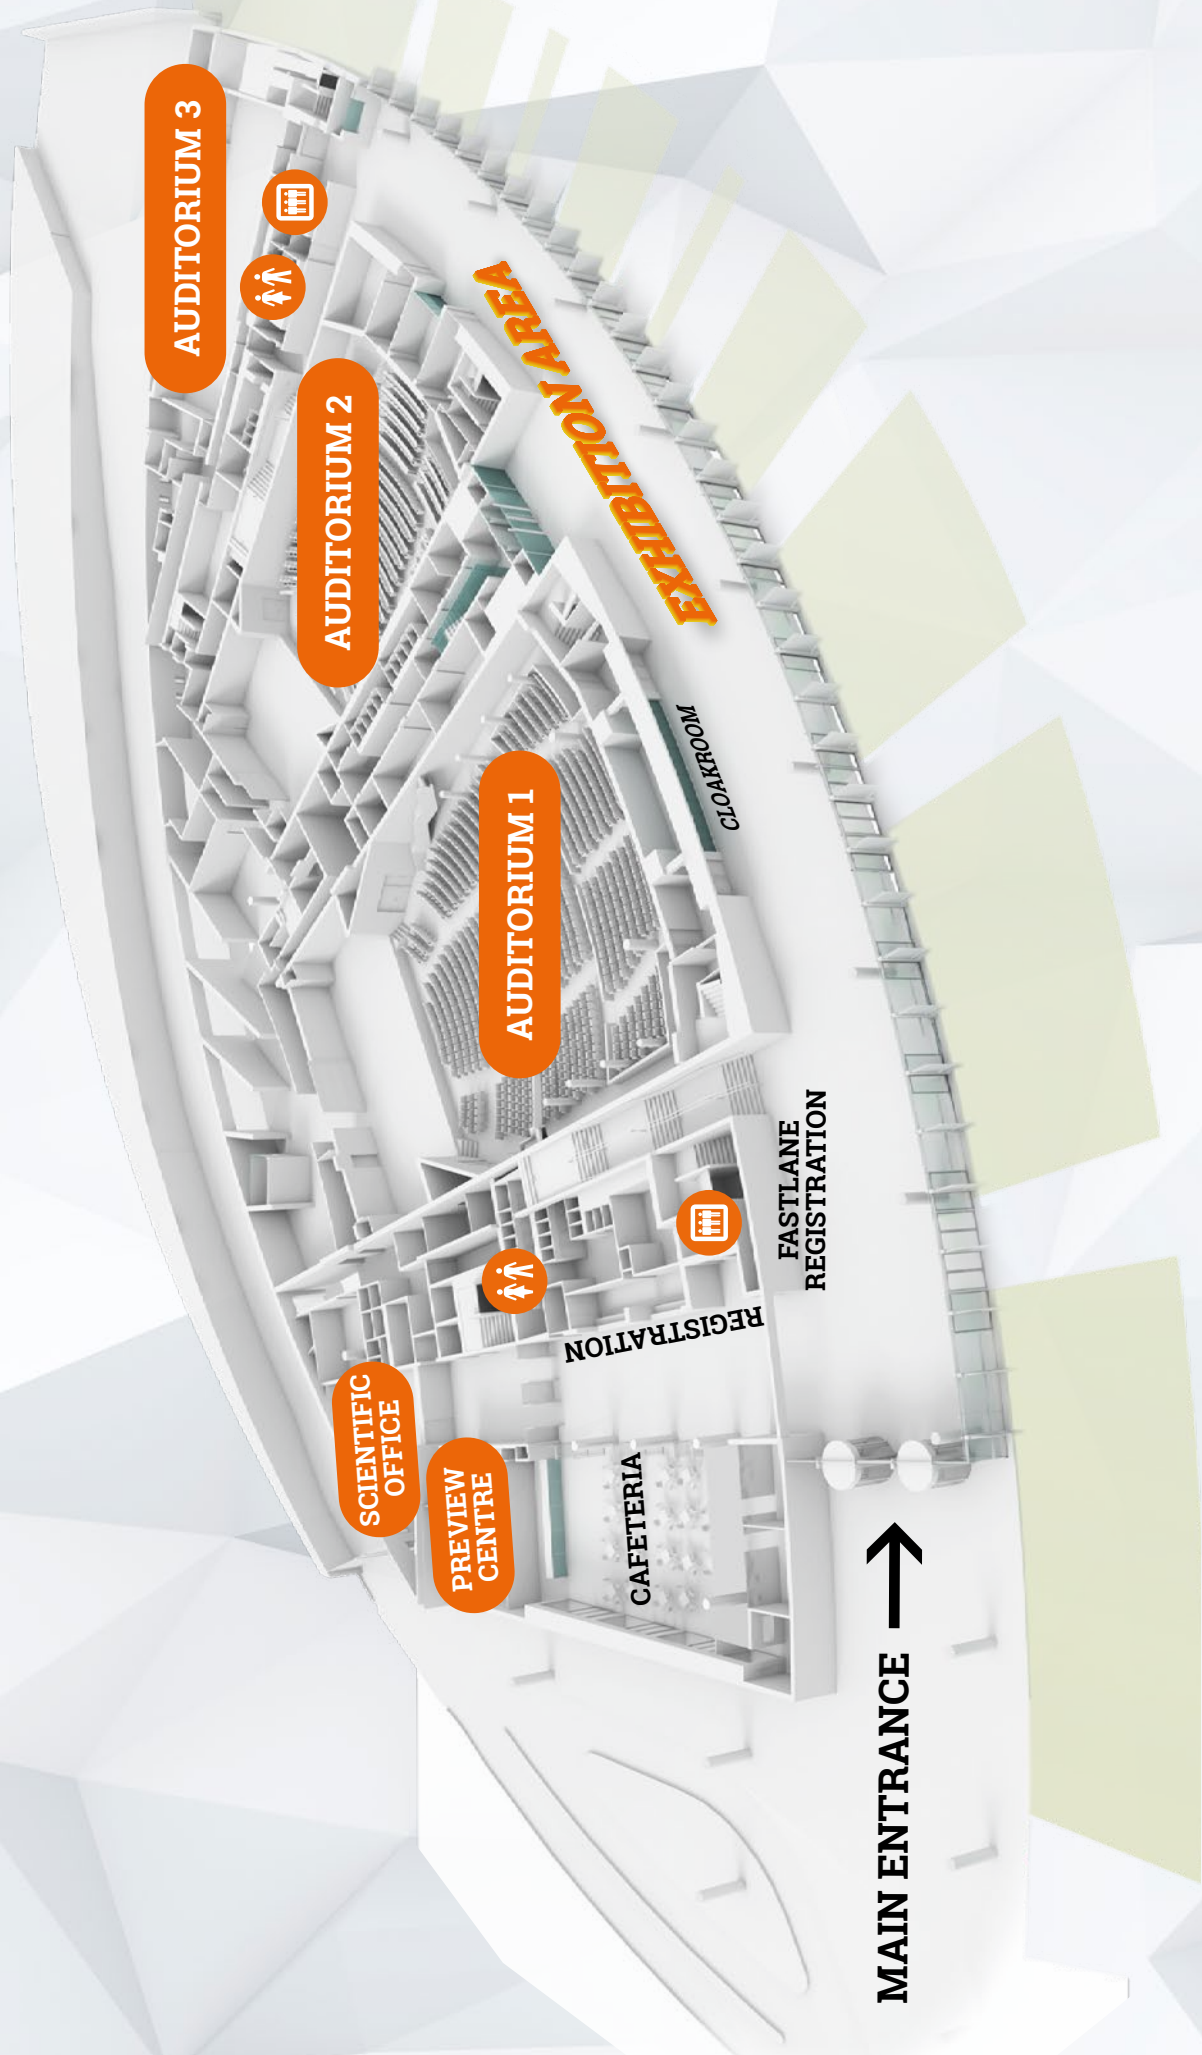 AUDITORIUM 3
AUDITORIUM 2
EXHIBITION AREA
CLOAKROOM
AUDITORIUM 1
FASTLANE
REGISTRATION
REGISTRATION
SCIENTIFIC
OFFICE
PREVIEW
CENTRE
CAFETERIA
MAIN ENTRANCE